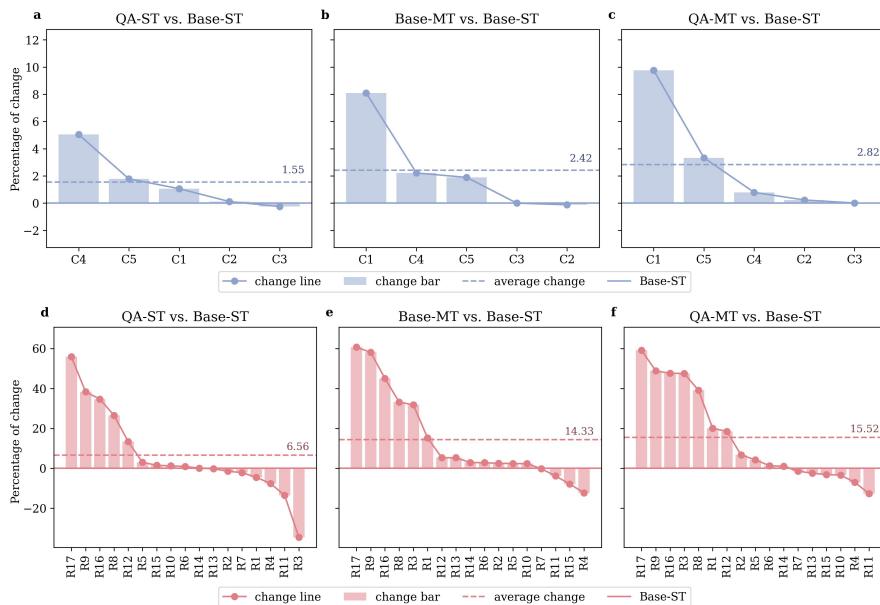 a QA-ST vs. Base-ST
b Base-MT vs. Base-ST
c QA-MT vs. Base-ST
Percentage of change
12
10
8
6
4
2
0
−2
1.55
2.42
2.82
C4 C5 C1 C2 C3
C1 C4 C5 C3 C2
C1 C5 C4 C2 C3
change line change bar average change Base-ST
d QA-ST vs. Base-ST
e Base-MT vs. Base-ST
f QA-MT vs. Base-ST
Percentage of change
60
40
20
0
−20
6.56
14.33
15.52
R17 R9 R16 R8 R12 R5 R15 R10 R6 R14 R13 R2 R7 R1 R4 R11 R3
R17 R9 R16 R8 R3 R1 R12 R13 R14 R6 R2 R5 R10 R7 R11 R15 R4
R17 R9 R16 R3 R8 R1 R12 R2 R5 R6 R14 R7 R13 R15 R10 R4 R11
change line change bar average change Base-ST